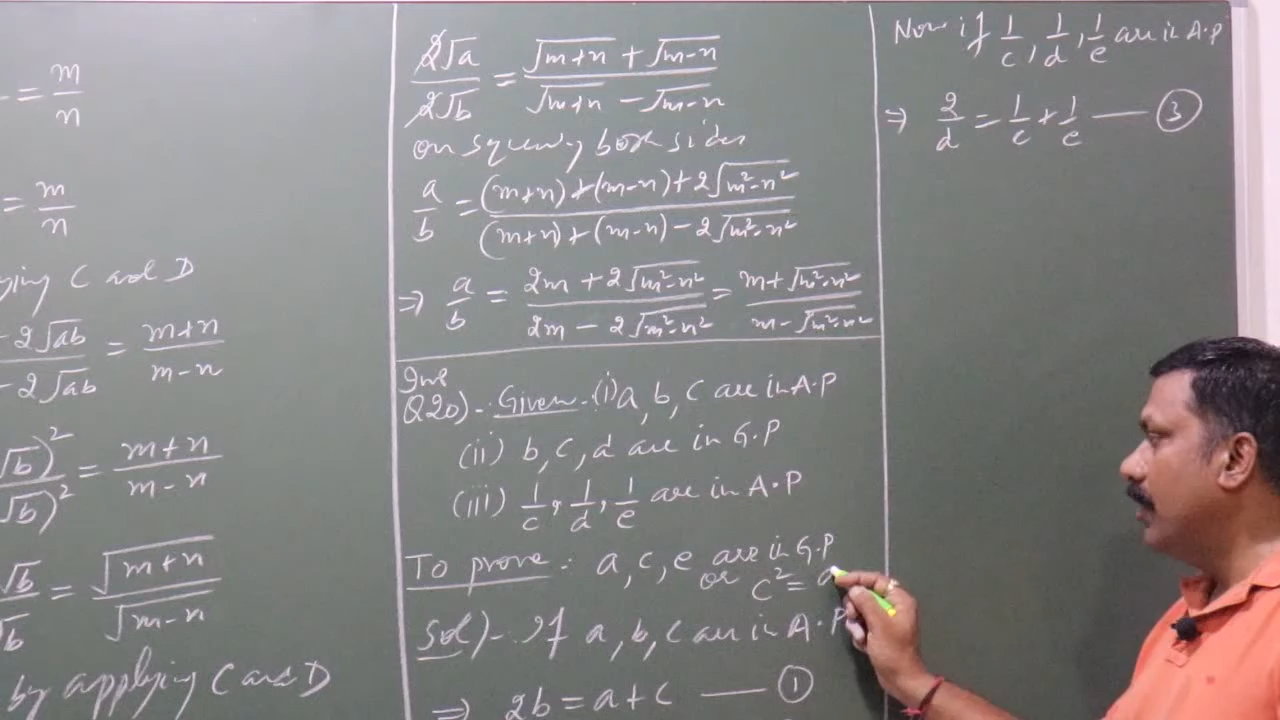 = m/n
= m/n
ying C and D
- 2√ab / - 2√ab = m+n / m-n
√b)² / √b)² = m+n / m-n
√b / √b = √m+n / √m-n
by applying C and D
2√a / 2√b = √m+n + √m-n / √m+n - √m-n
on squaring both sides
a/b = (m+n)+(m-n)+2√m²-n² / (m+n)+(m-n)-2√m²-n²
⇒ a/b = 2m + 2√m²-n² / 2m - 2√m²-n² = m+√m²-n² / m-√m²-n²
Q20)- Given - (i) a, b, c are in A.P
(ii) b, c, d are in G.P
(iii) 1/c, 1/d, 1/e are in A.P
To prove : a, c, e are in G.P
or c² = a
Sol)- If a, b, c are in A.P
⇒ 2b = a+c —— ①
Now if 1/c, 1/d, 1/e are in A.P
⇒ 2/d = 1/c + 1/e —— ③